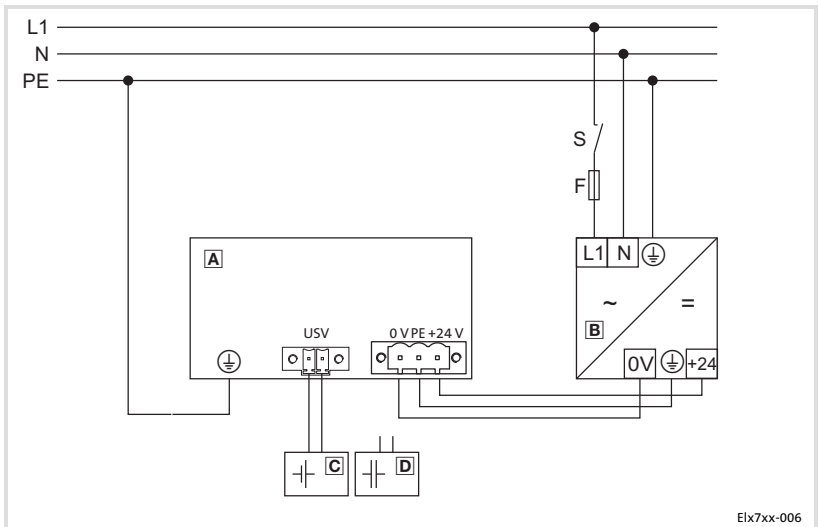 L1
N
PE
S
F
A
L1 N
~ =
B
USV
0 V PE +24 V
0V +24
C D
Elx7xx-006